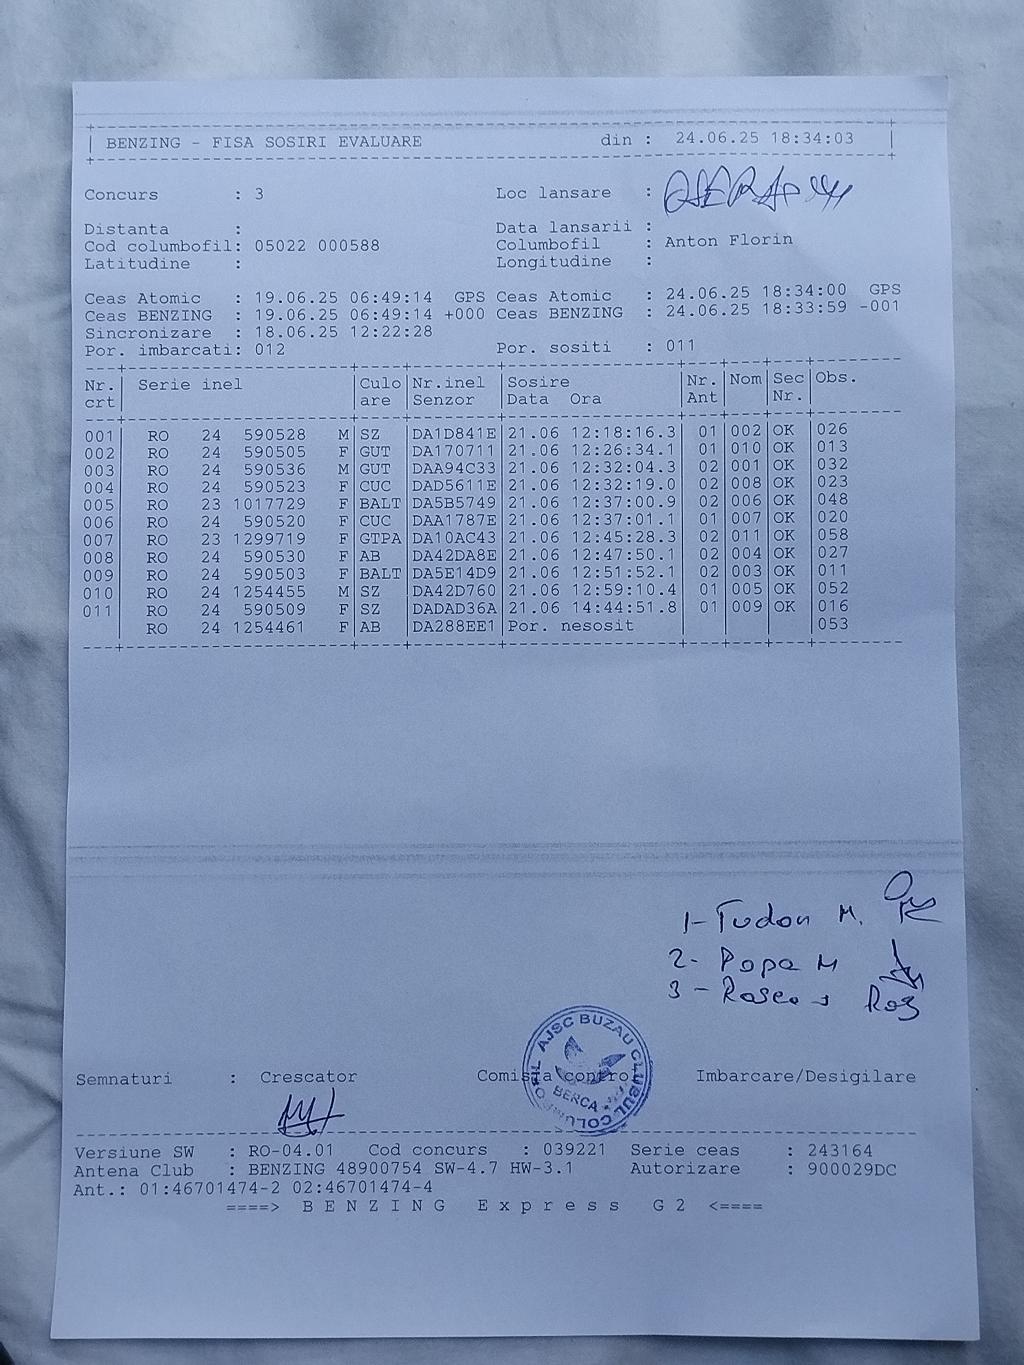 BENZING - FISA SOSIRI EVALUARE din : 24.06.25 18:34:03
Concurs : 3 Loc lansare :
Distanta : Data lansarii :
Cod columbofil: 05022 000588 Columbofil : Anton Florin
Latitudine : Longitudine :
Ceas Atomic : 19.06.25 06:49:14 GPS Ceas Atomic : 24.06.25 18:34:00 GPS
Ceas BENZING : 19.06.25 06:49:14 +000 Ceas BENZING : 24.06.25 18:33:59 -001
Sincronizare : 18.06.25 12:22:28
Por. imbarcati: 012 Por. sositi : 011
Nr. Serie inel Culo Nr.inel Sosire Nr. Nom Sec Obs.
crt are Senzor Data Ora Ant Nr.
001 RO 24 590528 M SZ DA1D841E 21.06 12:18:16.3 01 002 OK 026
002 RO 24 590505 F GUT DA170711 21.06 12:26:34.1 01 010 OK 013
003 RO 24 590536 M GUT DAA94C33 21.06 12:32:04.3 02 001 OK 032
004 RO 24 590523 F CUC DAD5611E 21.06 12:32:19.0 02 008 OK 023
005 RO 23 1017729 F BALT DA5B5749 21.06 12:37:00.9 02 006 OK 048
006 RO 24 590520 F CUC DAA1787E 21.06 12:37:01.1 01 007 OK 020
007 RO 23 1299719 F GTPA DA10AC43 21.06 12:45:28.3 02 011 OK 058
008 RO 24 590530 F AB DA42DA8E 21.06 12:47:50.1 02 004 OK 027
009 RO 24 590503 F BALT DA5E14D9 21.06 12:51:52.1 02 003 OK 011
010 RO 24 1254455 M SZ DA42D760 21.06 12:59:10.4 01 005 OK 052
011 RO 24 590509 F SZ DADAD36A 21.06 14:44:51.8 01 009 OK 016
RO 24 1254461 F AB DA288EE1 Por. nesosit 053
1- Tudor M.
2- Popa M
3-
AJSC BUZAU CLUBUL COLUMBOFIL
BERCA
Semnaturi : Crescator Comisia control Imbarcare/Desigilare
Versiune SW : RO-04.01 Cod concurs : 039221 Serie ceas : 243164
Antena Club : BENZING 48900754 SW-4.7 HW-3.1 Autorizare : 900029DC
Ant.: 01:46701474-2 02:46701474-4
====> B E N Z I N G E x p r e s s G 2 <====